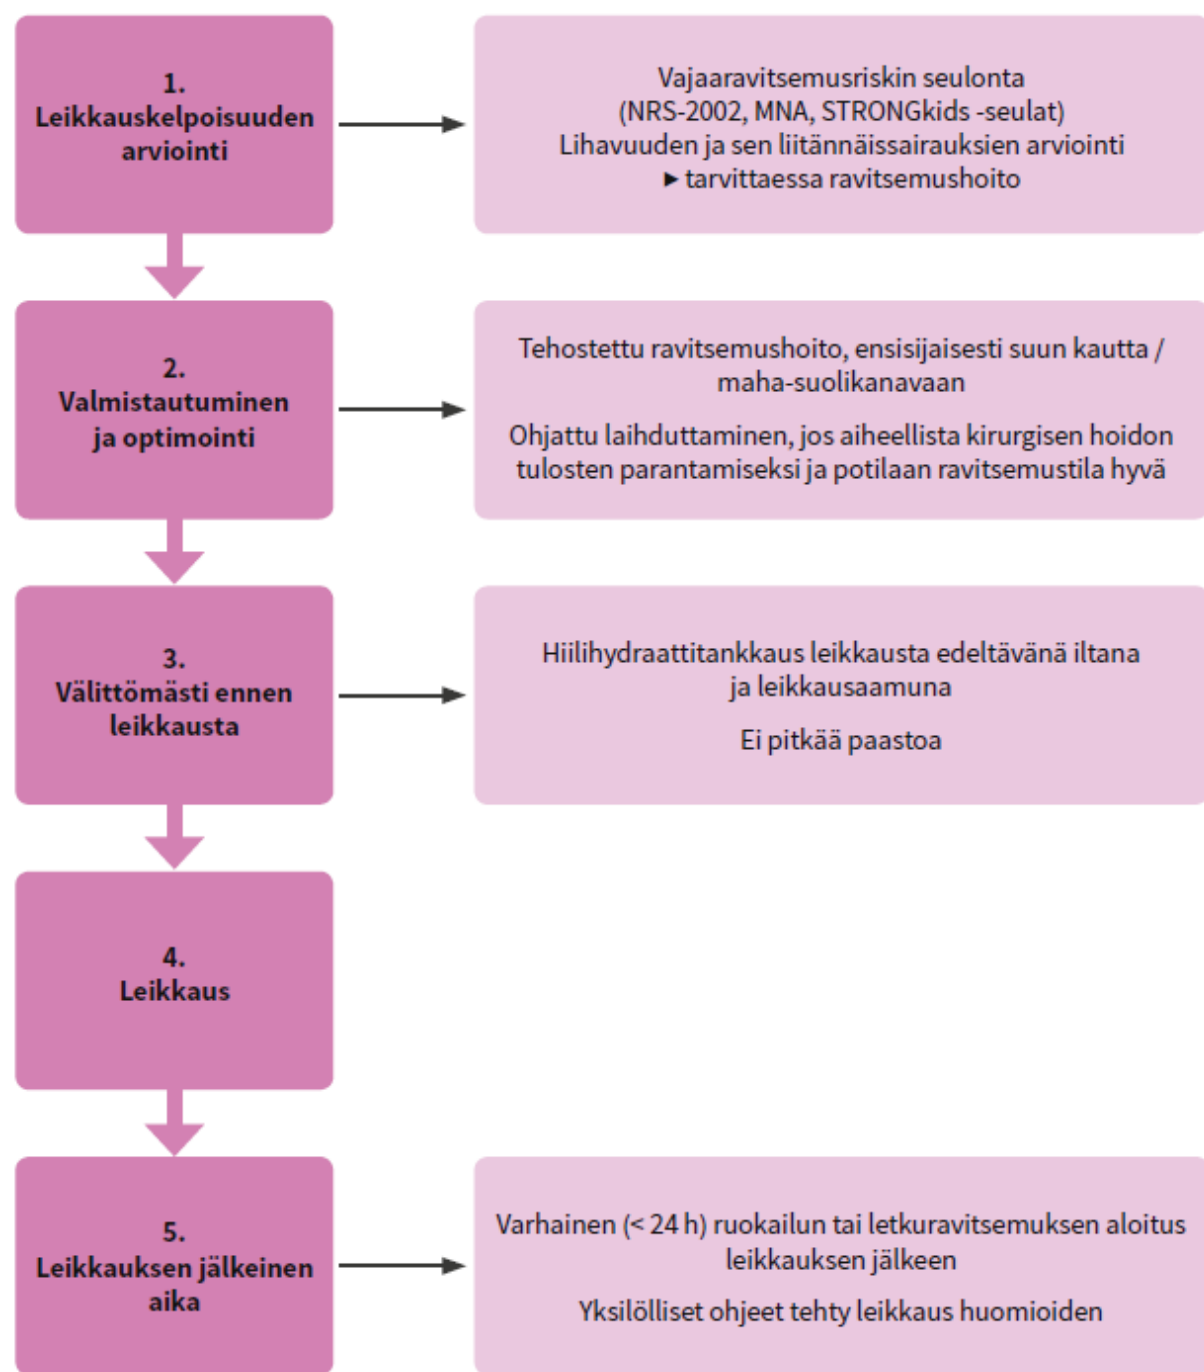 1.
Leikkauskelpoisuuden
arviointi
Vajaaravitsemusriskin seulonta
(NRS-2002, MNA, STRONGkids -seulat)
Lihavuuden ja sen liitännäissairauksien arviointi
▶ tarvittaessa ravitsemushoito
2.
Valmistautuminen
ja optimointi
Tehostettu ravitsemushoito, ensisijaisesti suun kautta /
maha-suolikanavaan
Ohjattu laihduttaminen, jos aiheellista kirurgisen hoidon
tulosten parantamiseksi ja potilaan ravitsemustila hyvä
3.
Välittömästi ennen
leikkausta
Hiilihydraattitankkaus leikkausta edeltävänä iltana
ja leikkausaamuna
Ei pitkää paastoa
4.
Leikkaus
5.
Leikkauksen jälkeinen
aika
Varhainen (< 24 h) ruokailun tai letkuravitsemuksen aloitus
leikkauksen jälkeen
Yksilölliset ohjeet tehty leikkaus huomioiden